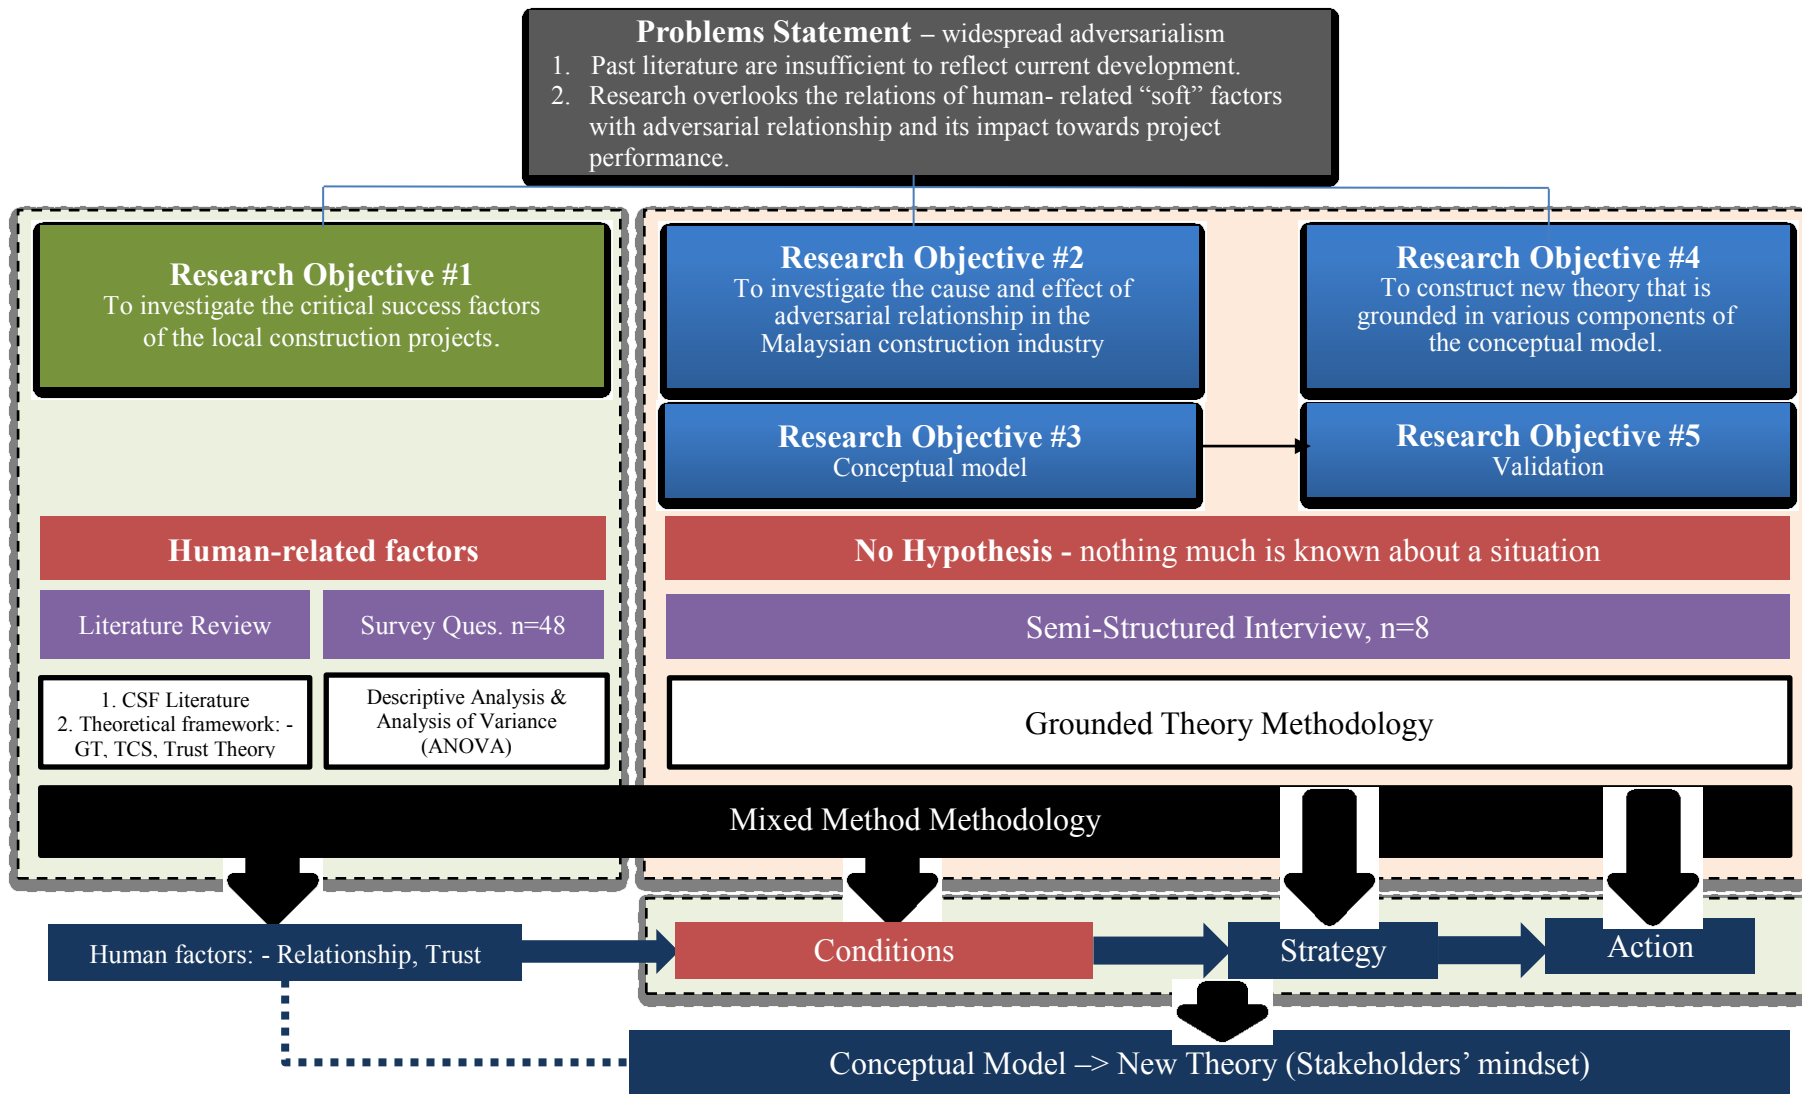 Problems Statement – widespread adversarialism
1. Past literature are insufficient to reflect current development.
2. Research overlooks the relations of human- related “soft” factors
with adversarial relationship and its impact towards project
performance.
Research Objective #1
To investigate the critical success factors
of the local construction projects.
Research Objective #2
To investigate the cause and effect of
adversarial relationship in the
Malaysian construction industry
Research Objective #4
To construct new theory that is
grounded in various components of
the conceptual model.
Research Objective #3
Conceptual model
Research Objective #5
Validation
Human-related factors
No Hypothesis - nothing much is known about a situation
Literature Review
Survey Ques. n=48
Semi-Structured Interview, n=8
1. CSF Literature
2. Theoretical framework: -
GT, TCS, Trust Theory
Descriptive Analysis &
Analysis of Variance
(ANOVA)
Grounded Theory Methodology
Mixed Method Methodology
Human factors: - Relationship, Trust
Conditions
Strategy
Action
Conceptual Model –> New Theory (Stakeholders’ mindset)